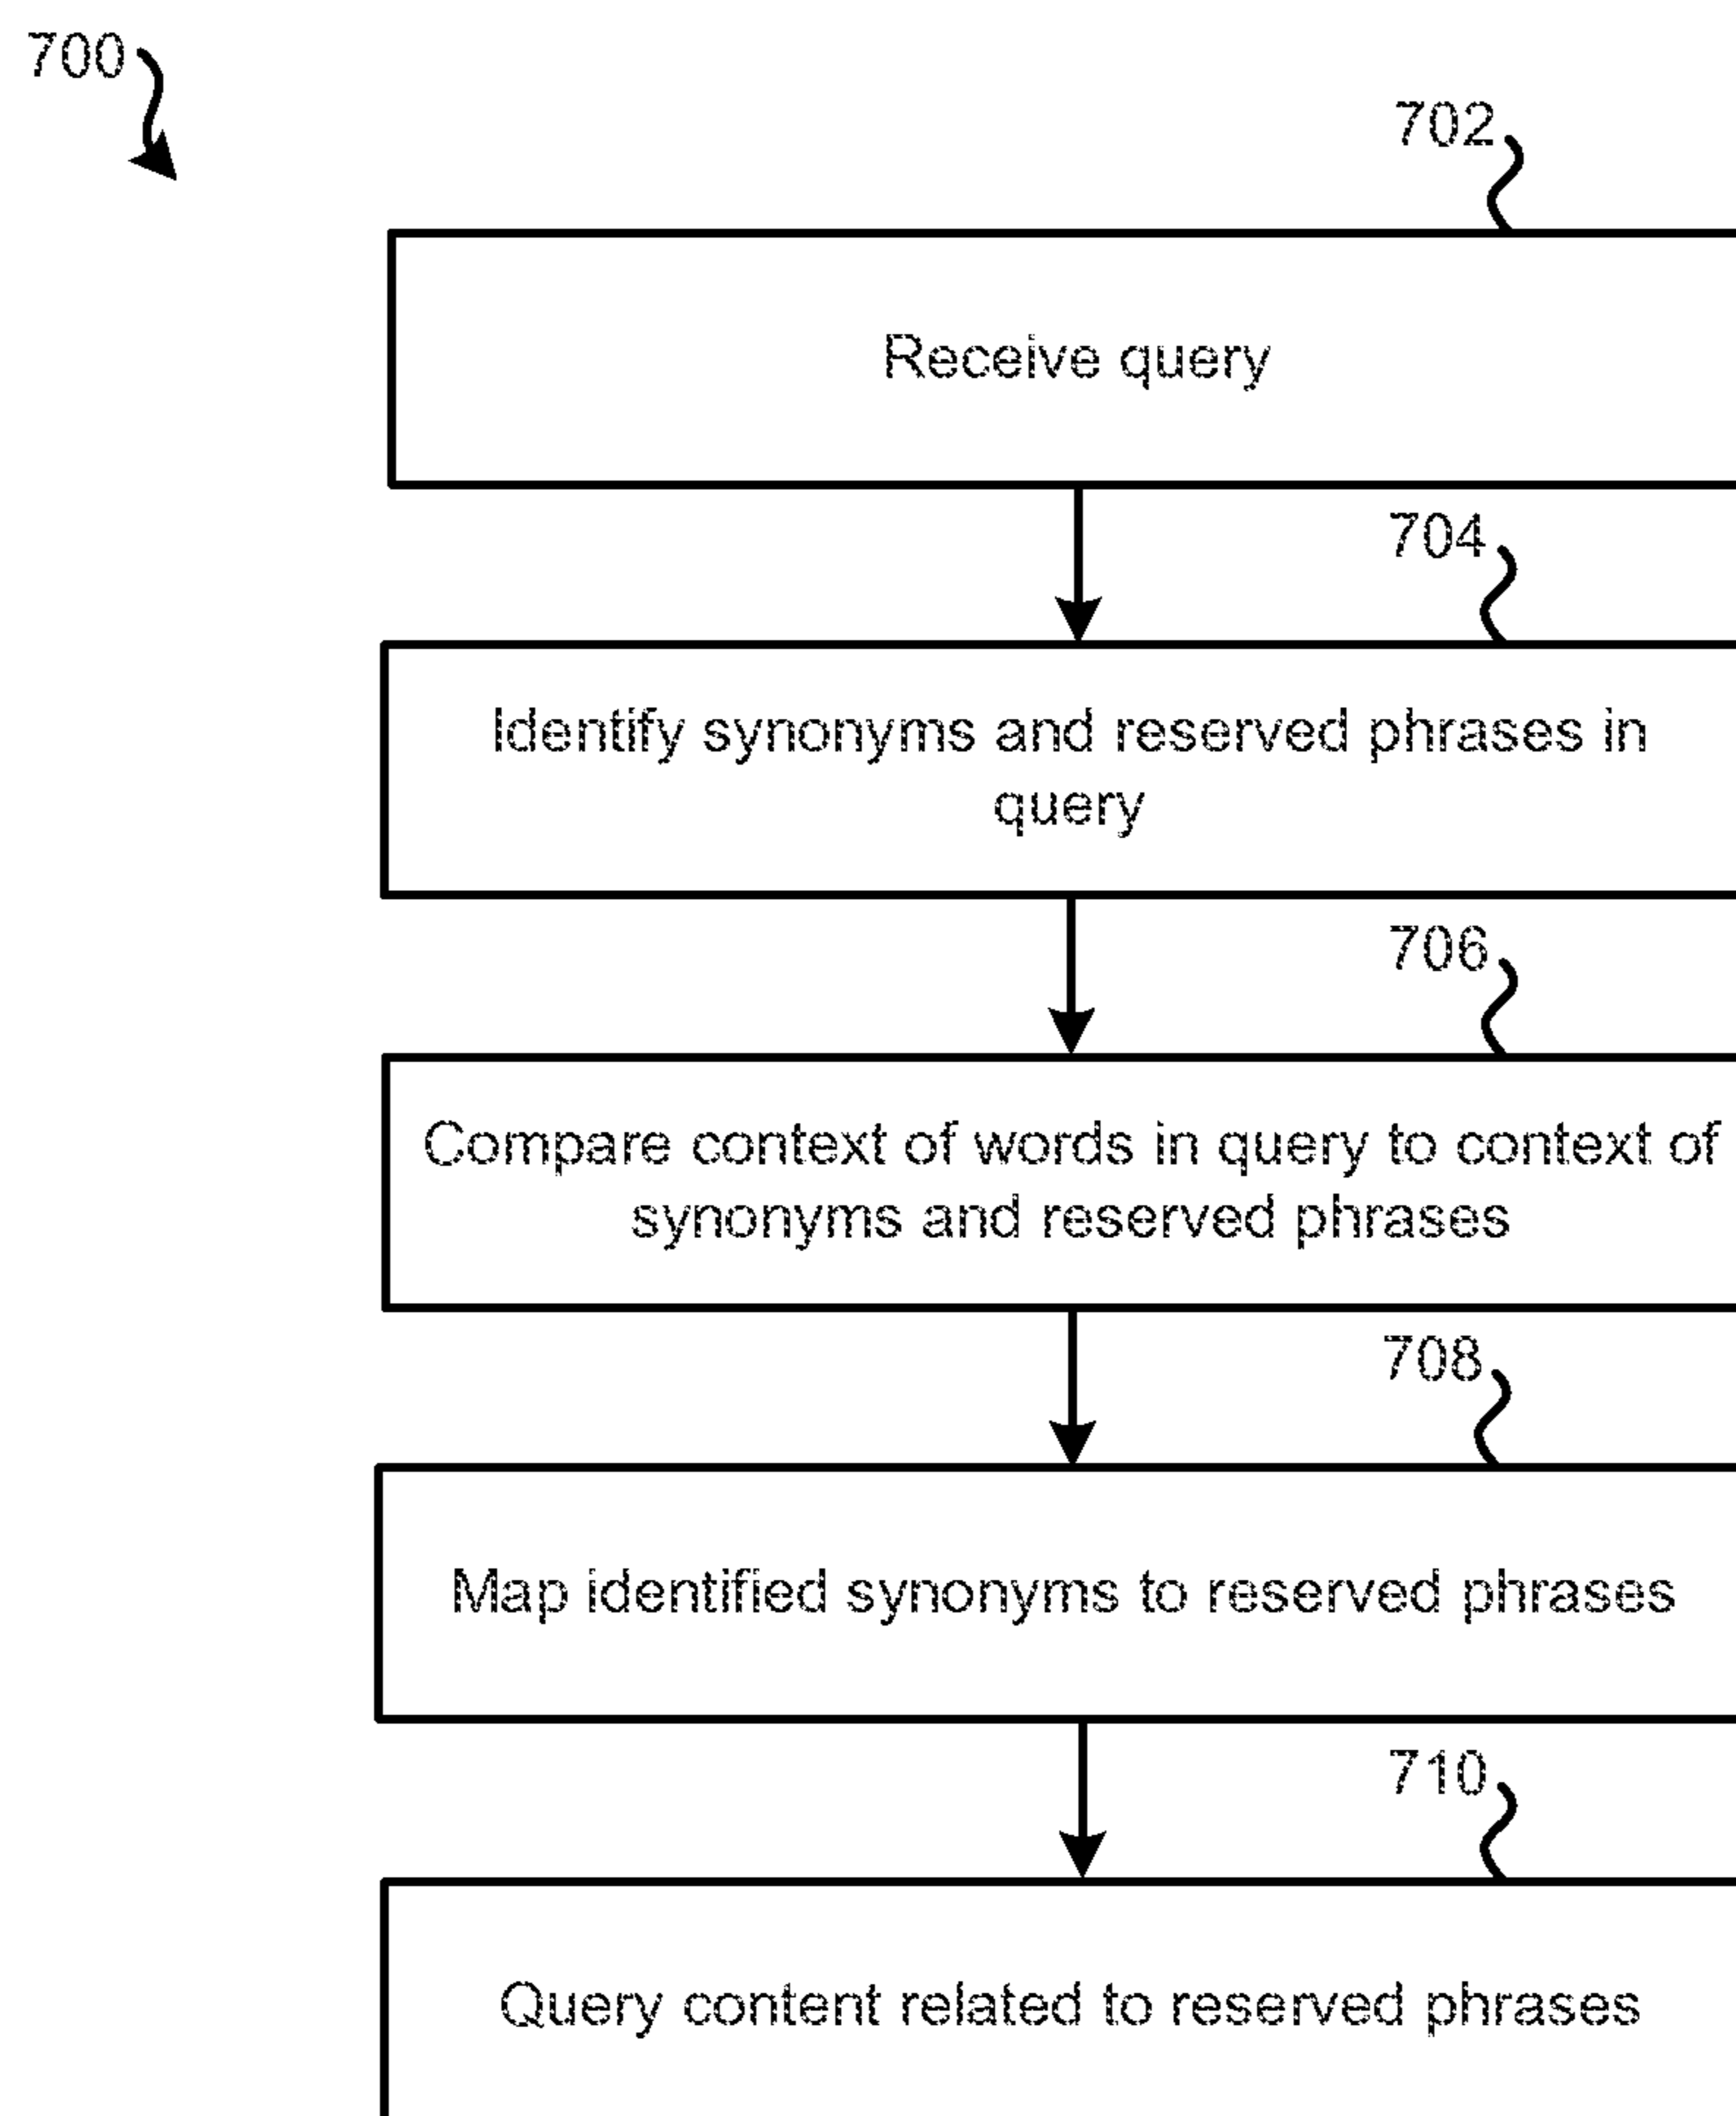 700
702
Receive query
704
Identify synonyms and reserved phrases in
query
706
Compare context of words in query to context of
synonyms and reserved phrases
708
Map identified synonyms to reserved phrases
710
Query content related to reserved phrases